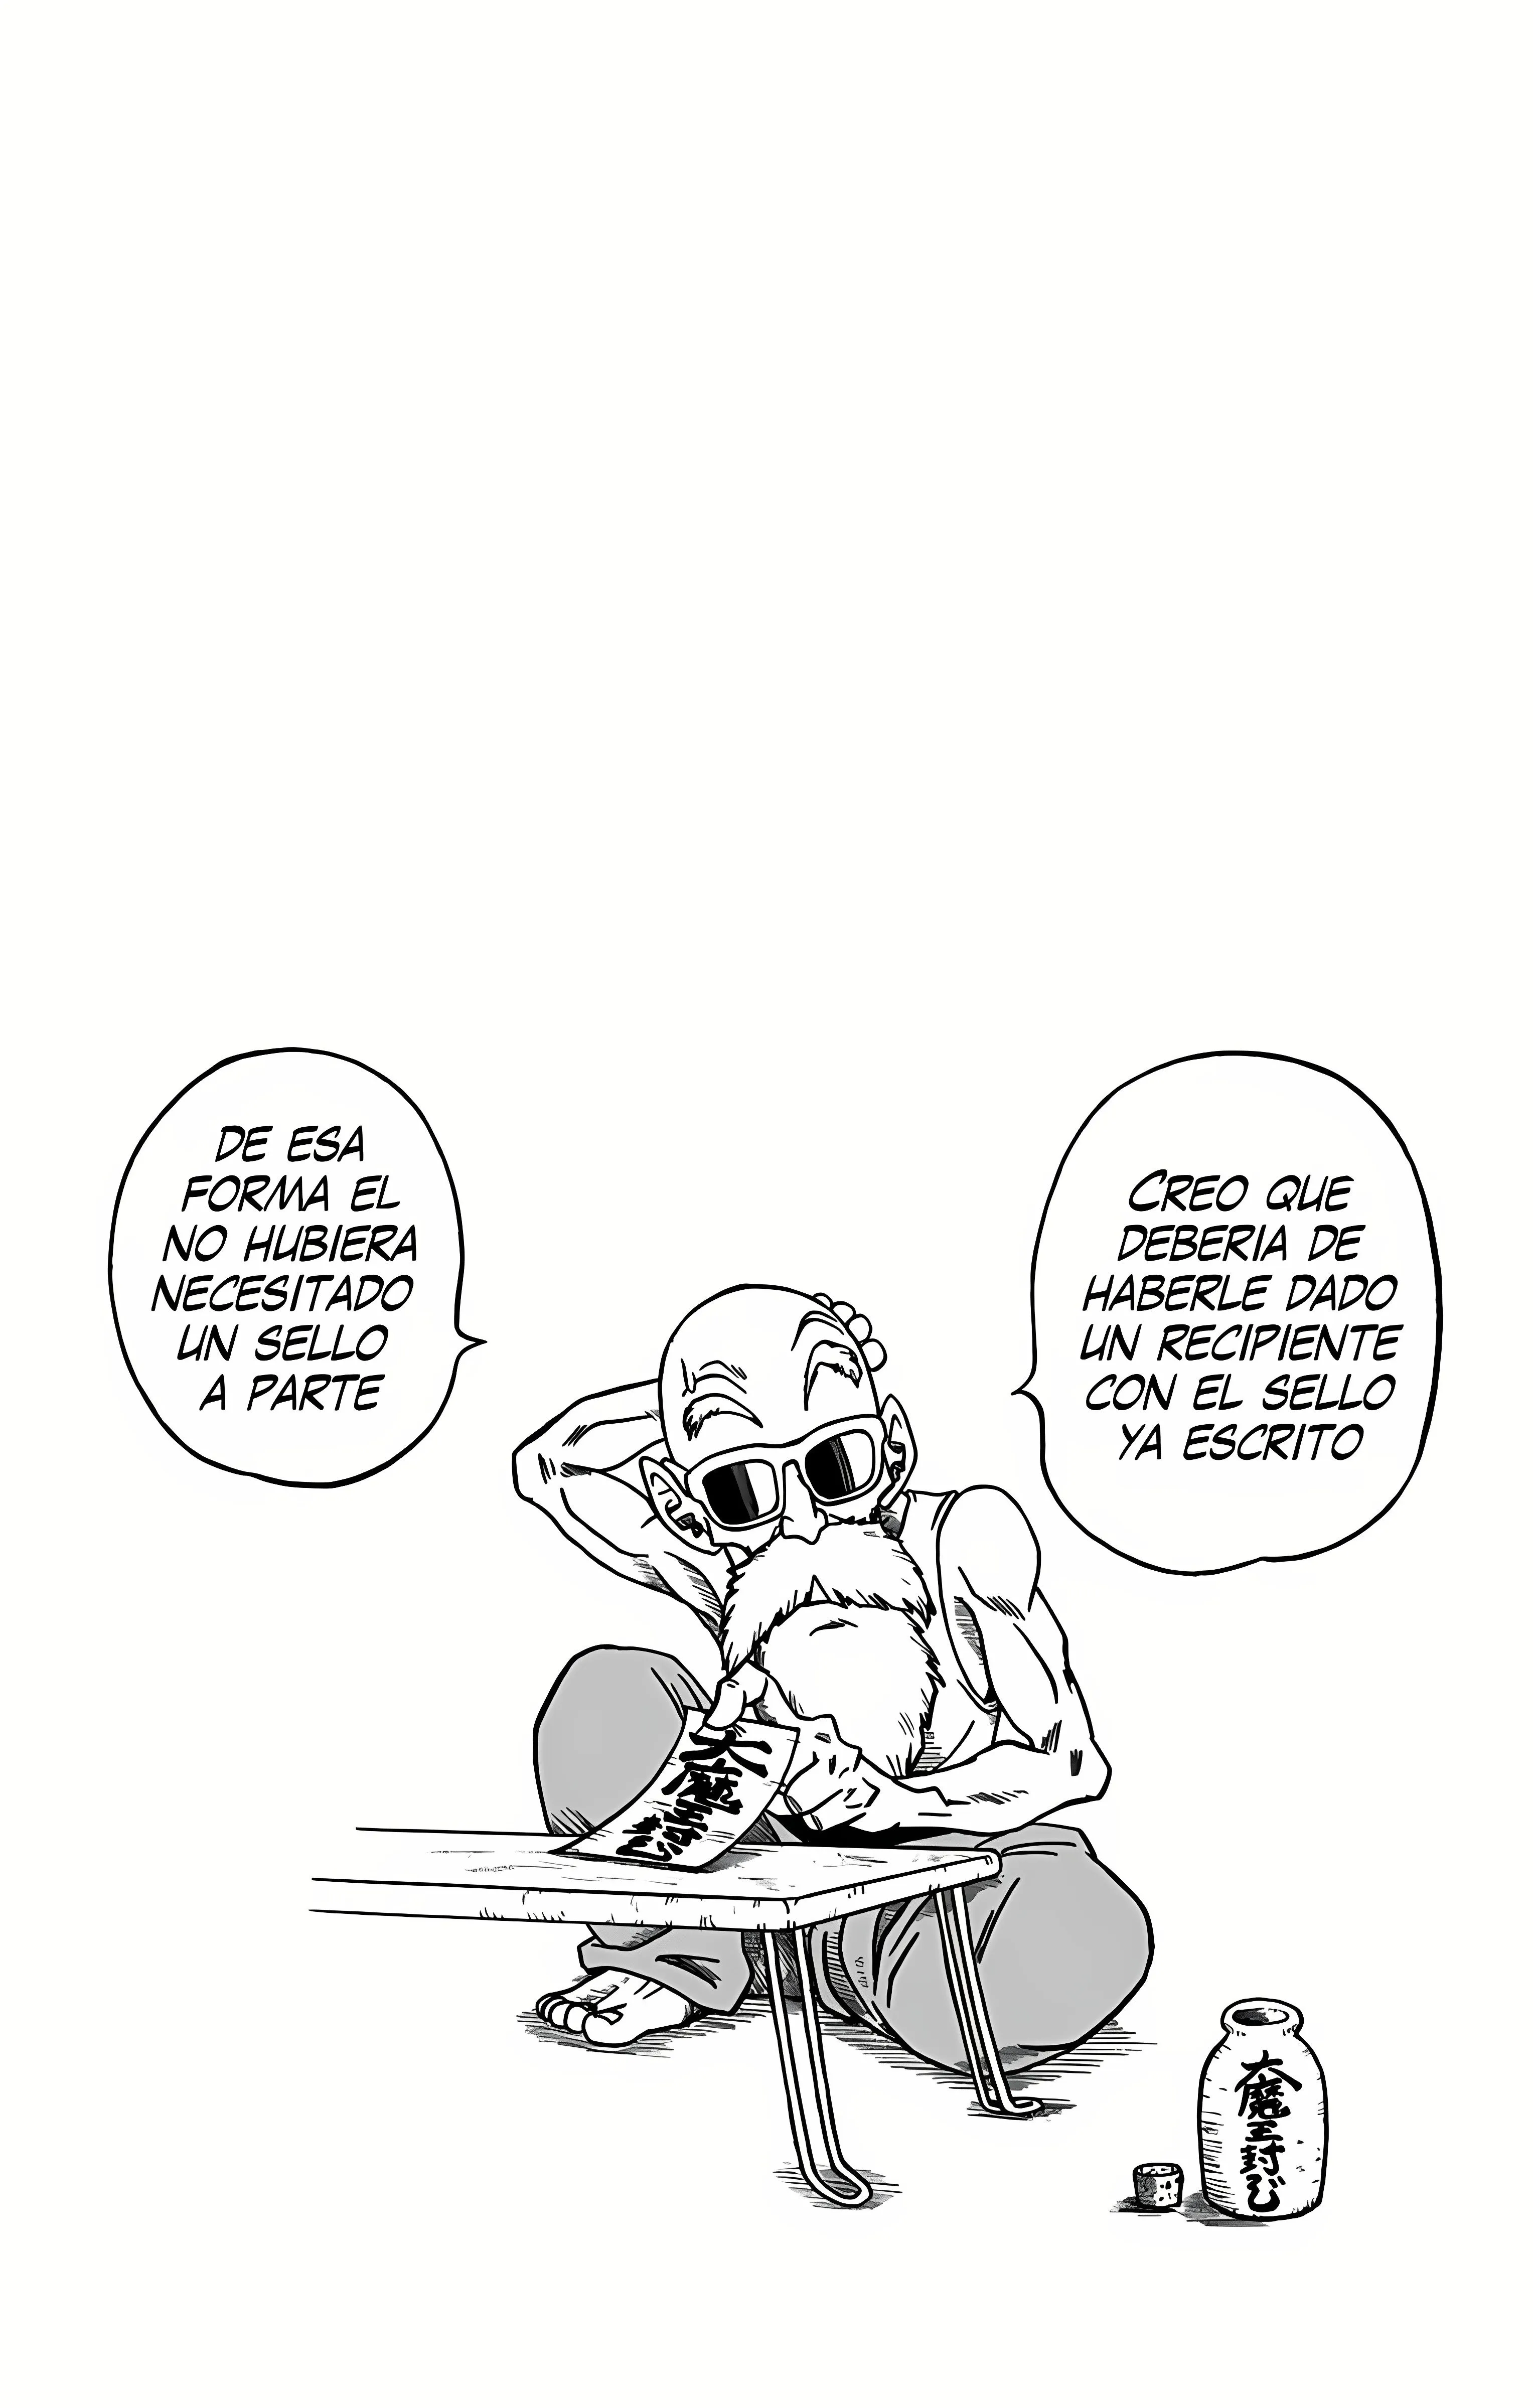 CREO QUE
DEBERIA DE
HABERLE DADO
UN RECIPIENTE
CON EL SELLO
YA ESCRITO
DE ESA
FORMA EL
NO HUBIERA
NECESITADO
UN SELLO
A PARTE
大魔王封じ
大魔王封じ